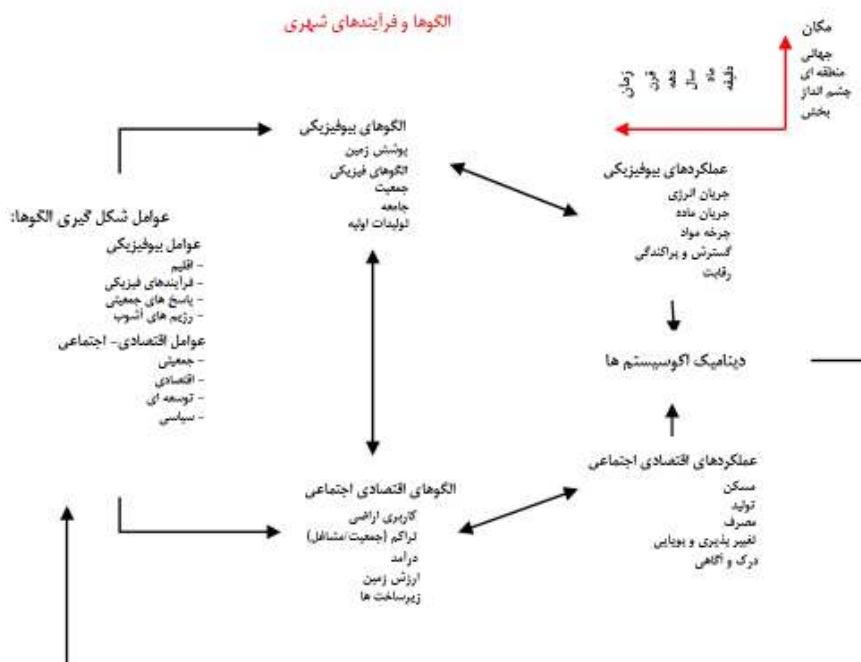 الگوها و فرآیندهای شهری
مکان
جهانی
منطقه ای
چشم انداز
بخش
زمان
قرن
دهه
سال
ماه
دقیقه
الگوهای بیوفیزیکی
پوشش زمین
الگوهای فیزیکی
جمعیت
جامعه
تولیدات اولیه
عملکردهای بیوفیزیکی
جریان انرژی
جریان ماده
چرخه مواد
گسترش و پراکندگی
رقابت
عوامل شکل گیری الگوها:
عوامل بیوفیزیکی
- اقلیم
- فرآیندهای فیزیکی
- پاسخ های جمعیتی
- رژیم های آشوب
عوامل اقتصادی- اجتماعی
- جمعیتی
- اقتصادی
- توسعه ای
- سیاسی
دینامیک اکوسیستم ها
الگوهای اقتصادی اجتماعی
کاربری اراضی
تراکم (جمعیت/مشاغل)
درآمد
ارزش زمین
زیرساخت ها
عملکردهای اقتصادی اجتماعی
مسکن
تولید
مصرف
تغییر پذیری و پویایی
درک و آگاهی